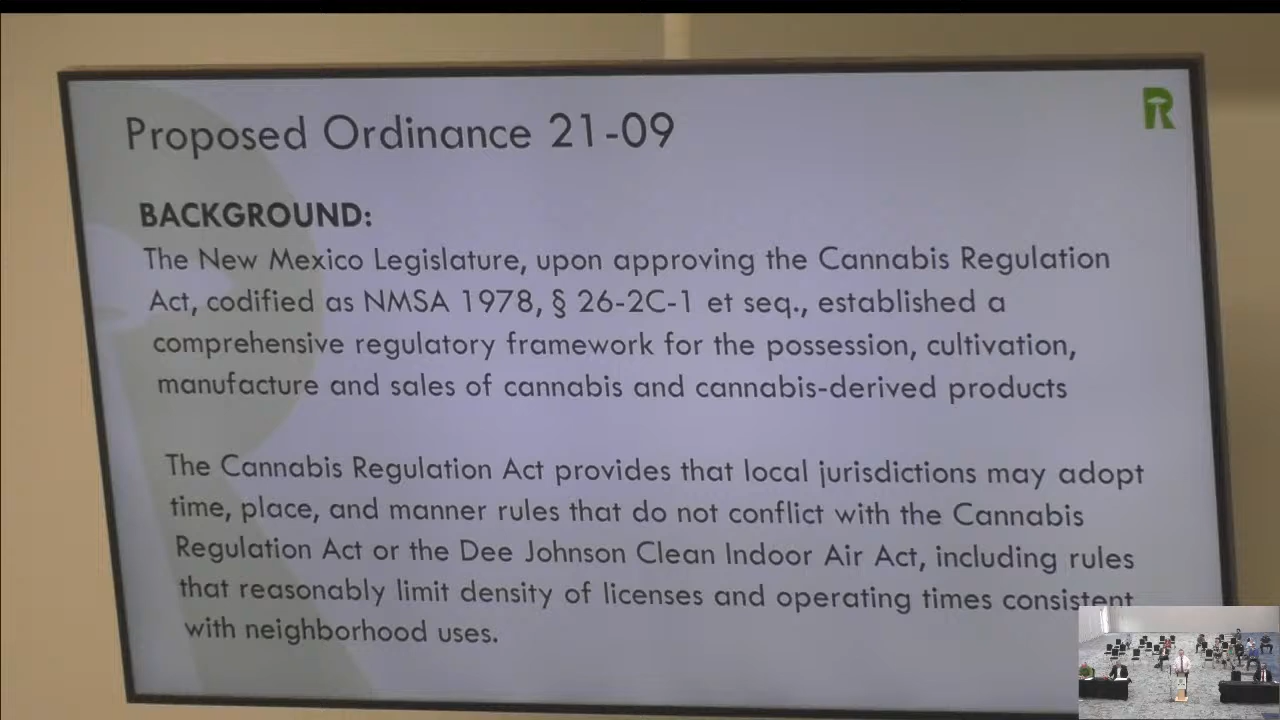 Proposed Ordinance 21-09
R
BACKGROUND:
The New Mexico Legislature, upon approving the Cannabis Regulation
Act, codified as NMSA 1978, § 26-2C-1 et seq., established a
comprehensive regulatory framework for the possession, cultivation,
manufacture and sales of cannabis and cannabis-derived products
The Cannabis Regulation Act provides that local jurisdictions may adopt
time, place, and manner rules that do not conflict with the Cannabis
Regulation Act or the Dee Johnson Clean Indoor Air Act, including rules
that reasonably limit density of licenses and operating times consistent
with neighborhood uses.